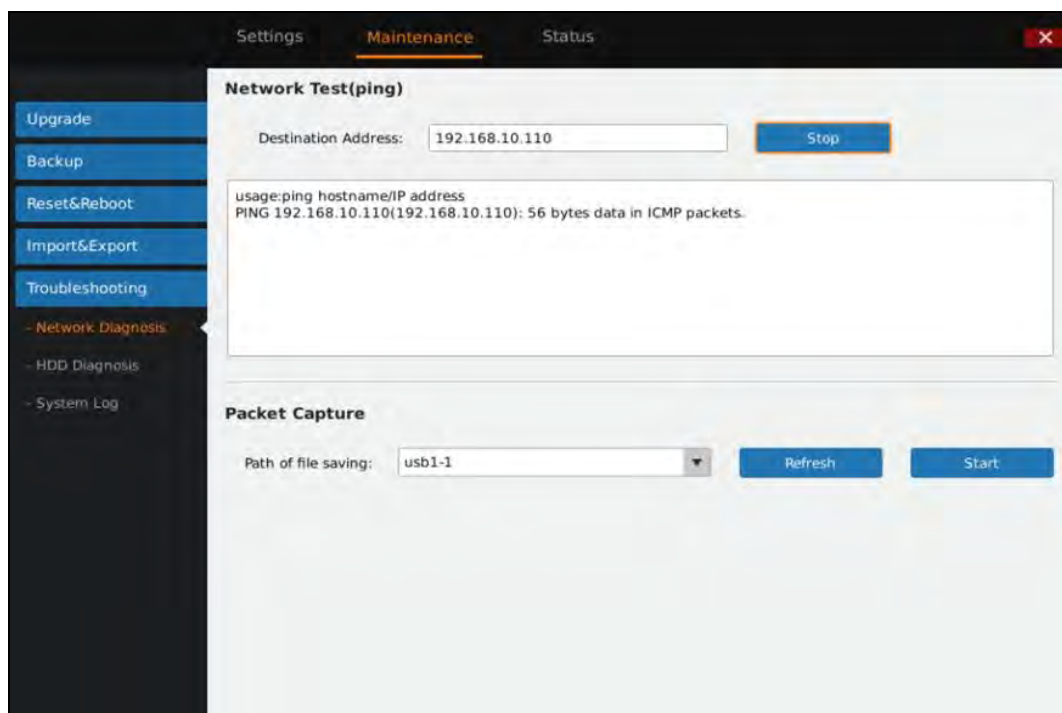 Settings Maintenance Status
Upgrade
Backup
Reset&Reboot
Import&Export
Troubleshooting
- Network Diagnosis
- HDD Diagnosis
- System Log
Network Test(ping)
Destination Address: 192.168.10.110 Stop
usage:ping hostname/IP address
PING 192.168.10.110(192.168.10.110): 56 bytes data in ICMP packets.
Packet Capture
Path of file saving: usb1-1 Refresh Start